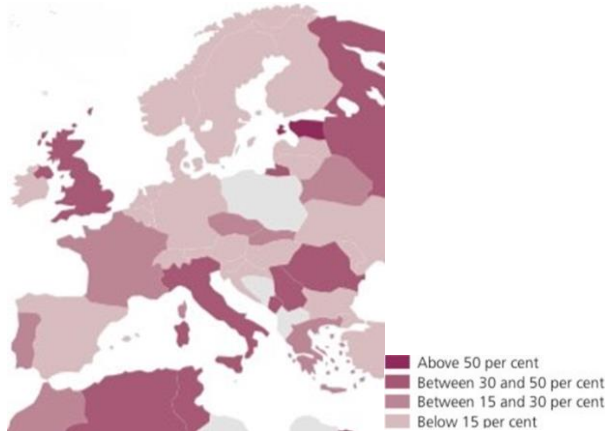 Above 50 per cent
Between 30 and 50 per cent
Between 15 and 30 per cent
Below 15 per cent